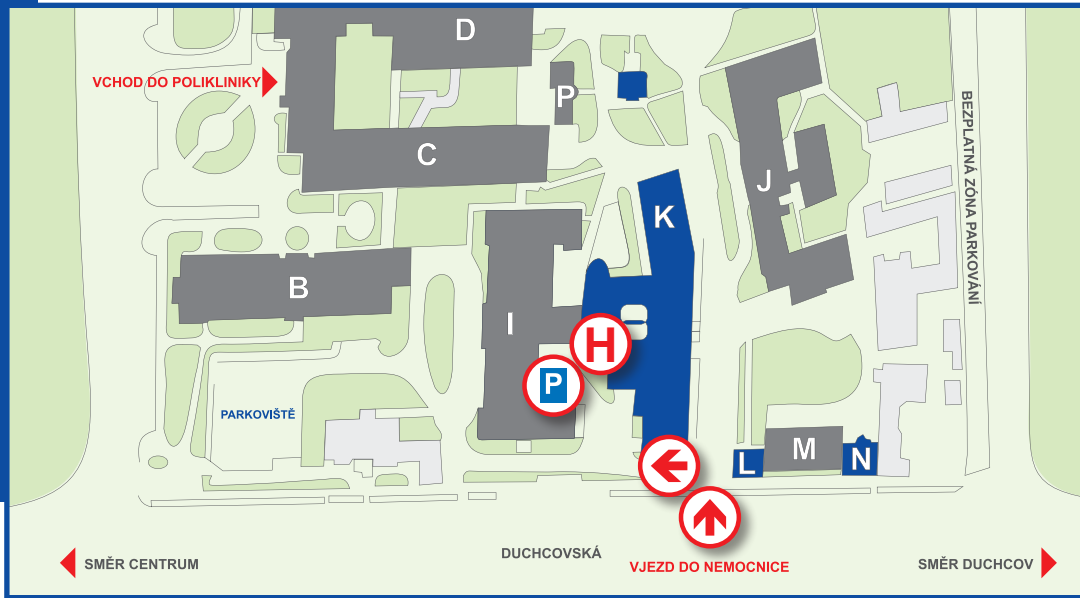 D
VCHOD DO POLIKLINIKY
P
C
BEZPLATNÁ ZÓNA PARKOVÁNÍ
J
K
B
I
H
P
PARKOVIŠTĚ
L
M
N
DUCHCOVSKÁ
SMĚR CENTRUM
VJEZD DO NEMOCNICE
SMĚR DUCHCOV